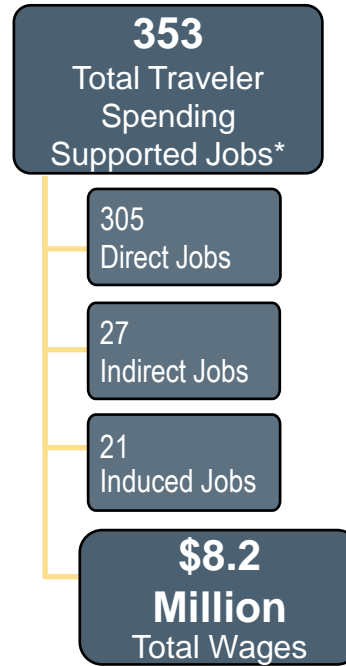 353
Total Traveler
Spending
Supported Jobs*
305
Direct Jobs
27
Indirect Jobs
21
Induced Jobs
$8.2
Million
Total Wages